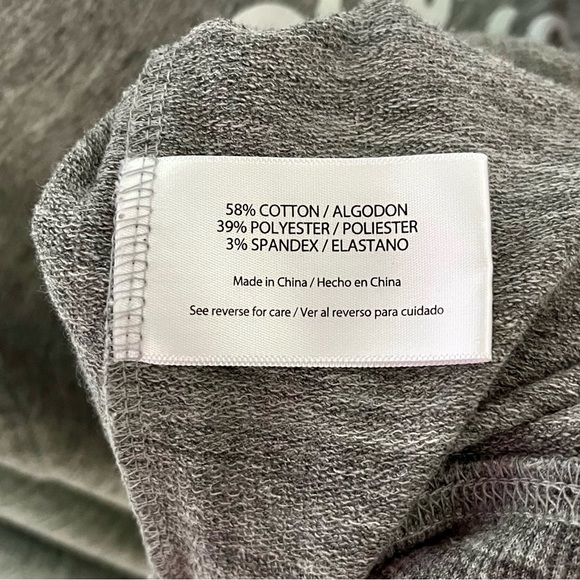 58% COTTON / ALGODON
39% POLYESTER / POLIESTER
3% SPANDEX / ELASTANO
Made in China / Hecho en China
See reverse for care / Ver al reverso para cuidado